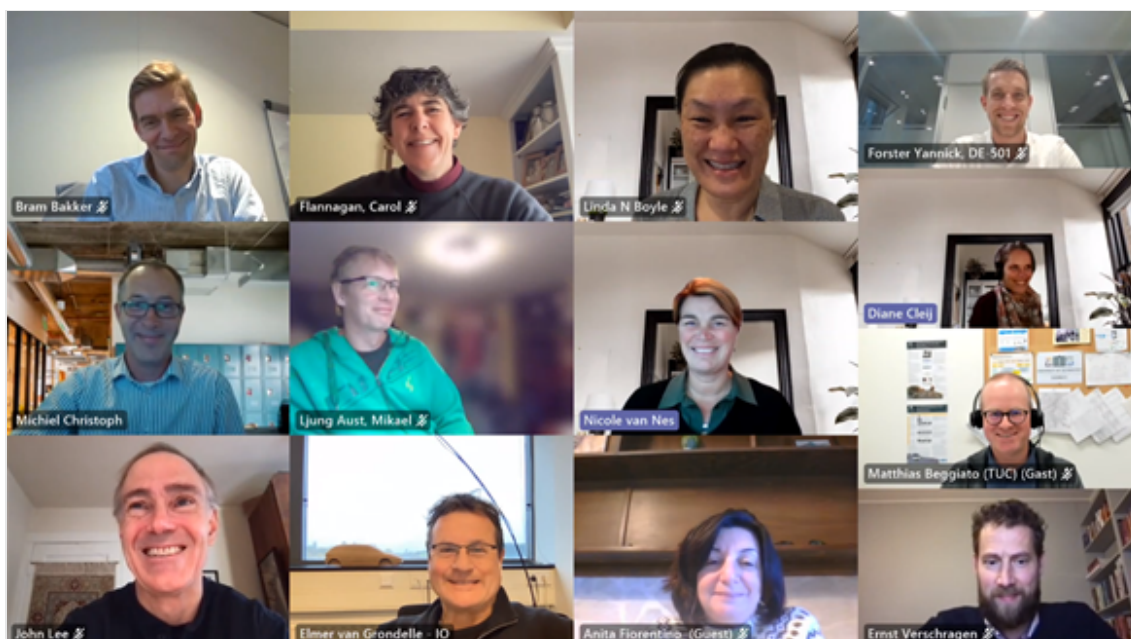 Bram Bakker
Flannagan, Carol
Linda N Boyle
Forster Yannick, DE-501
Diane Cleij
Michiel Christoph
Ljung Aust, Mikael
Nicole van Nes
Matthias Beggiato (TUC) (Gast)
John Lee
Elmer van Grondelle - IO
Anita Fiorentino (Guest)
Ernst Verschragen